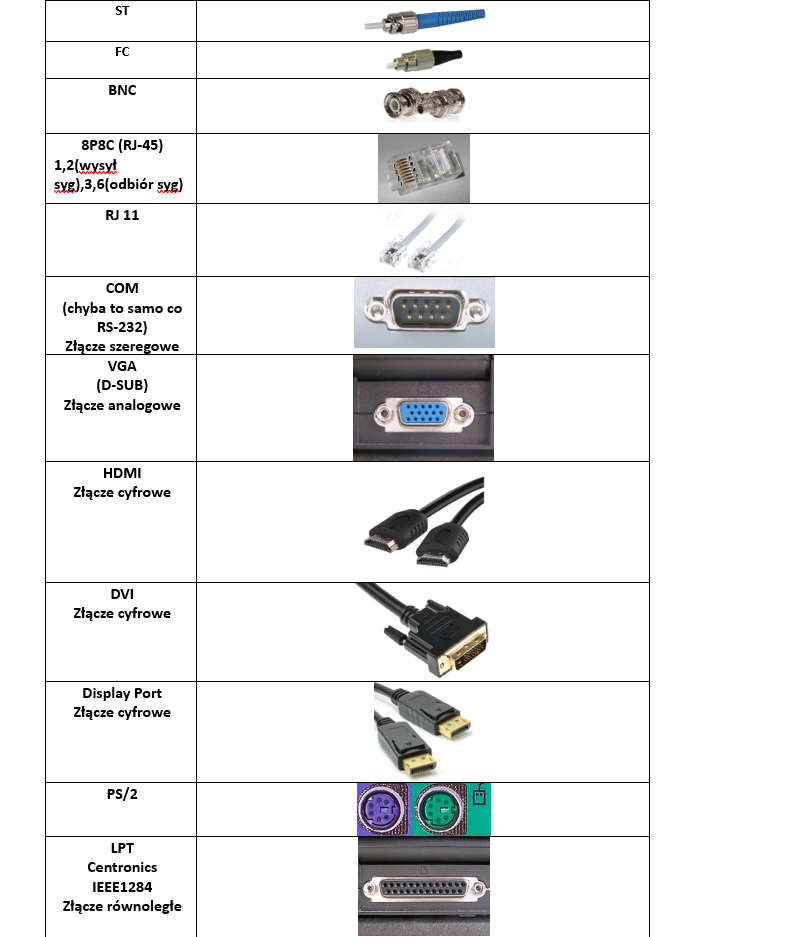 ST
FC
BNC
8P8C (RJ-45)
1,2(wysył
syg),3,6(odbiór syg)
RJ 11
COM
(chyba to samo co
RS-232)
Złącze szeregowe
VGA
(D-SUB)
Złącze analogowe
HDMI
Złącze cyfrowe
DVI
Złącze cyfrowe
Display Port
Złącze cyfrowe
PS/2
LPT
Centronics
IEEE1284
Złącze równoległe